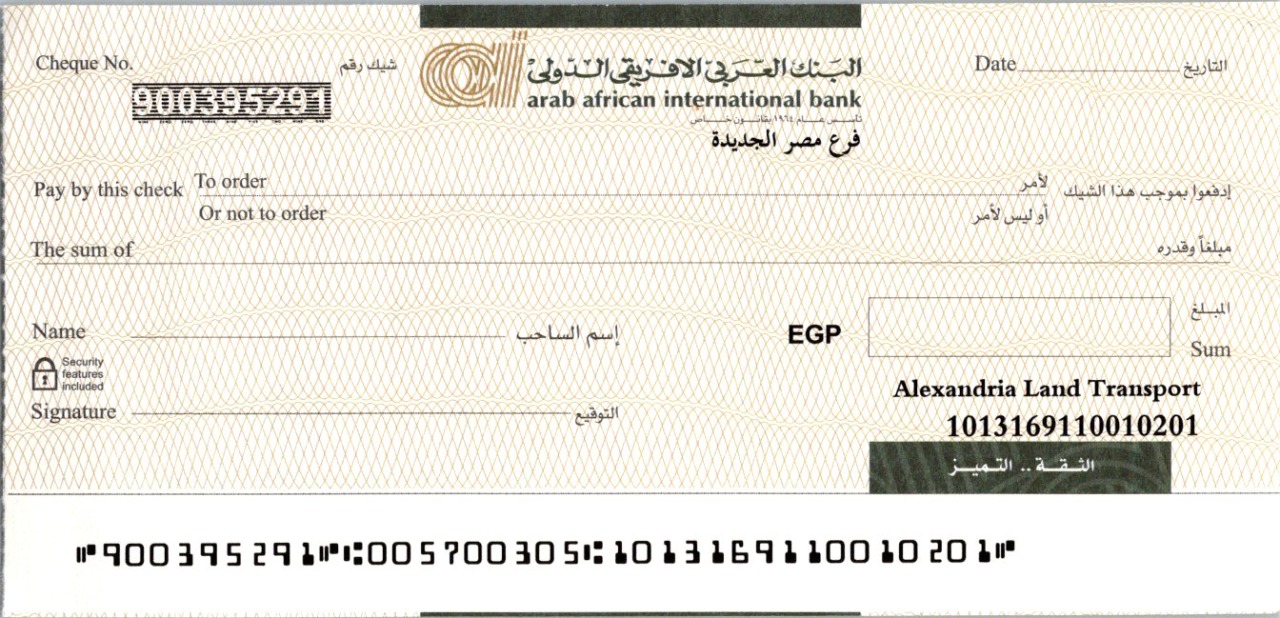 Cheque No. شيك رقم
900395291
البنك العربي الافريقي الدولي
arab african international bank
تأسس عام ١٩٦٤ بقانون خاص
فرع مصر الجديدة
Date التاريخ
Pay by this check To order لأمر إدفعوا بموجب هذا الشيك
Or not to order أو ليس لأمر
The sum of مبلغاً وقدره
Name إسم الساحب
EGP
المبلغ
Sum
Security
features
included
Signature التوقيع
Alexandria Land Transport
1013169110010201
الثقة .. التميز
⑈900395291⑈⑆005700305⑆1013169110010201⑈